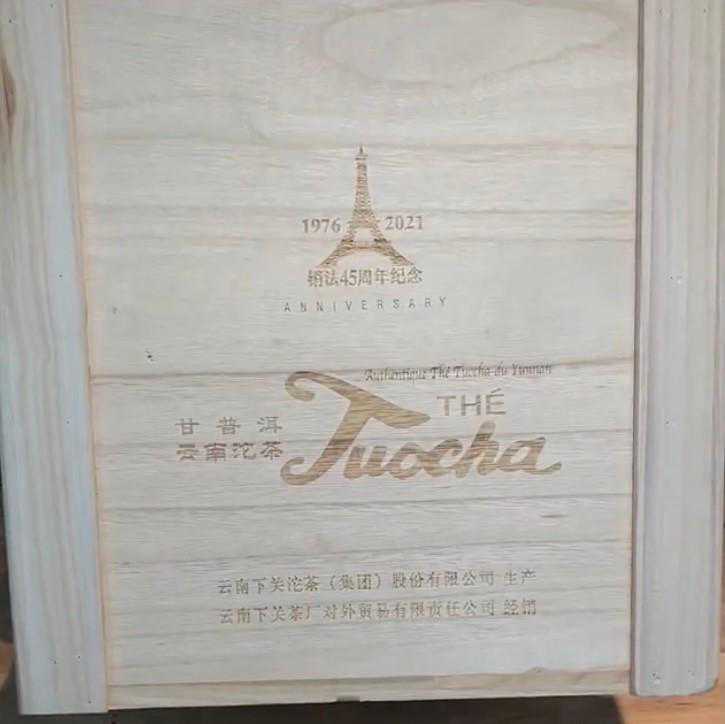 1976 2021
销法45周年纪念
ANNIVERSARY
Authentique Thé Tuocha du Yunnan
THÉ
甘普洱
云南沱茶
Tuocha
云南下关沱茶（集团）股份有限公司 生产
云南下关茶厂对外贸易有限责任公司 经销